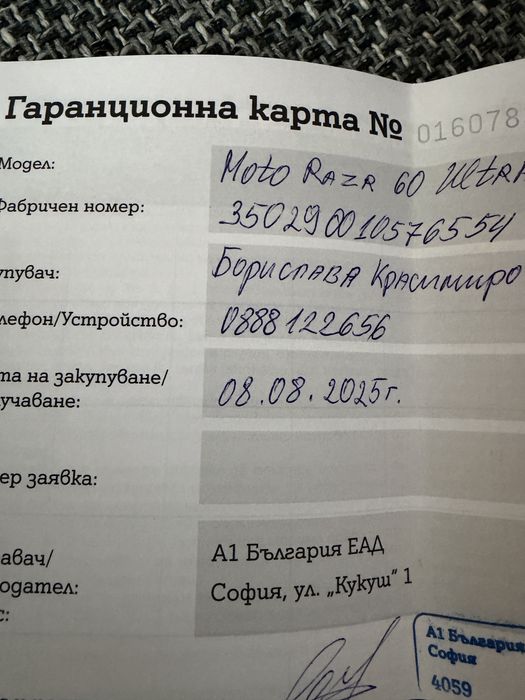 Гаранционна карта № 016078
Модел: Moto RAZR 60 ULTRA
Фабричен номер: 350290010576554
упувач: Борислава Красимиро
лефон/Устройство: 0888122656
та на закупуване/
учаване: 08.08.2025г.
ер заявка:
авач/
одател: А1 България ЕАД
с: София, ул. „Кукуш" 1
А1 България
София
4059